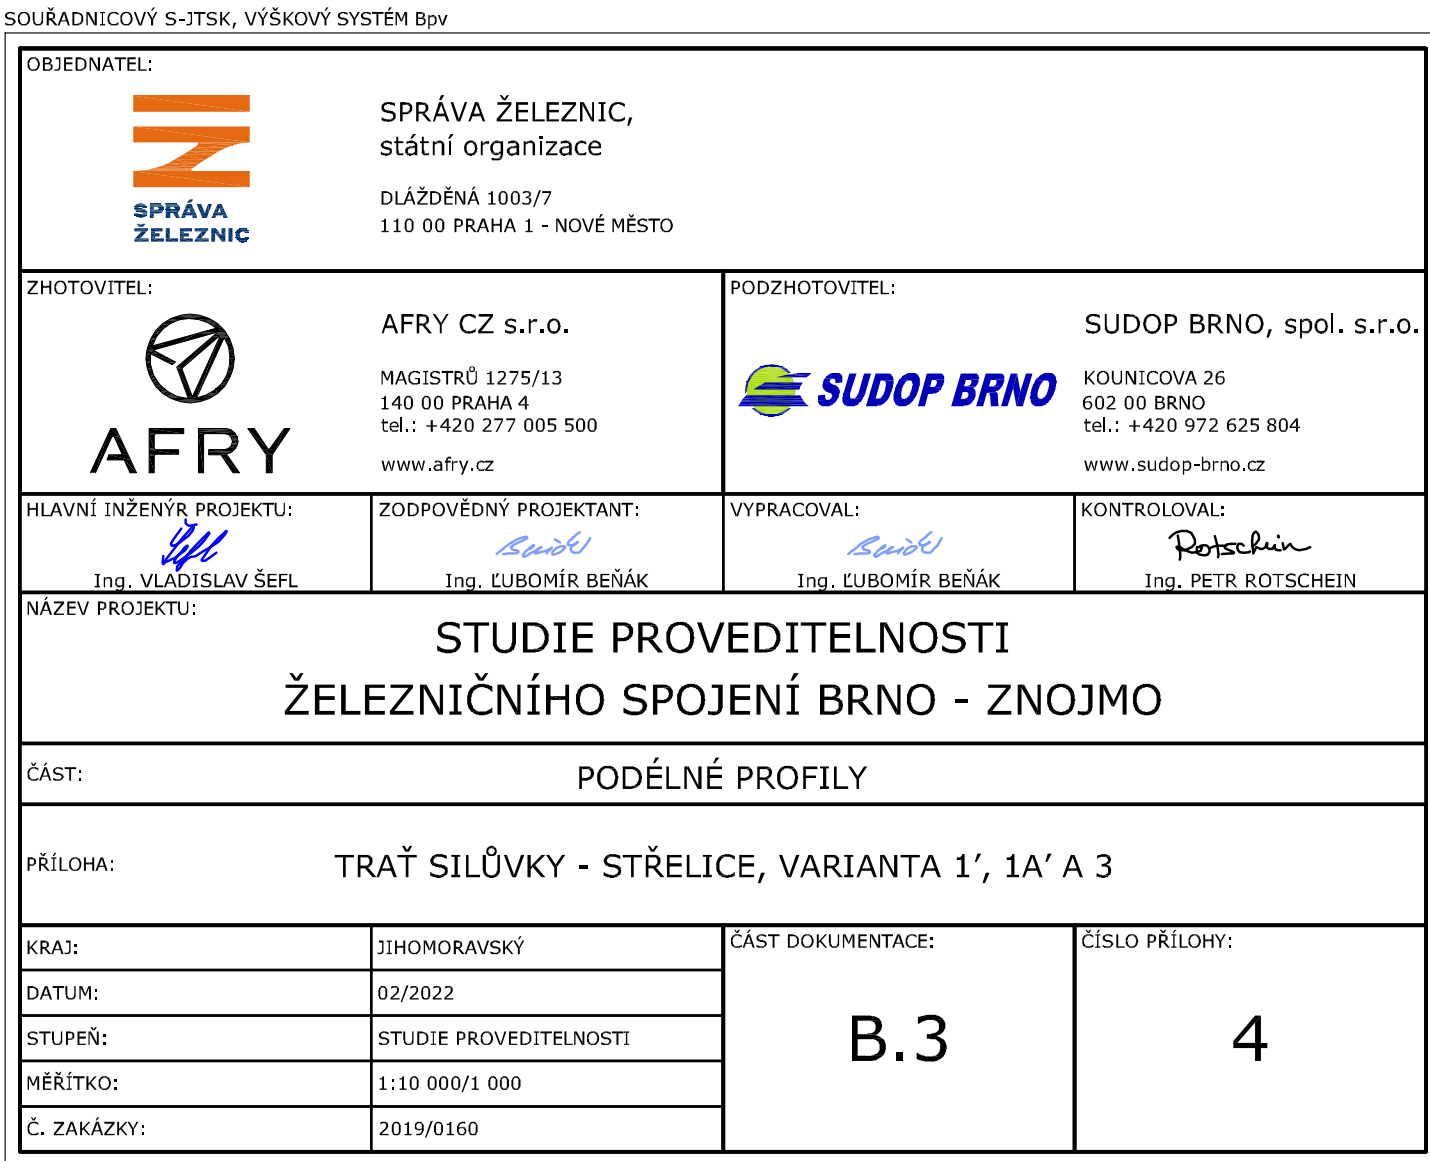 SOUŘADNICOVÝ S-JTSK, VÝŠKOVÝ SYSTÉM Bpv
OBJEDNATEL:
SPRÁVA
ŽELEZNIC
SPRÁVA ŽELEZNIC,
státní organizace
DLÁŽDĚNÁ 1003/7
110 00 PRAHA 1 - NOVÉ MĚSTO
ZHOTOVITEL:
AFRY
AFRY CZ s.r.o.
MAGISTRŮ 1275/13
140 00 PRAHA 4
tel.: +420 277 005 500
www.afry.cz
PODZHOTOVITEL:
SUDOP BRNO
SUDOP BRNO, spol. s.r.o.
KOUNICOVA 26
602 00 BRNO
tel.: +420 972 625 804
www.sudop-brno.cz
HLAVNÍ INŽENÝR PROJEKTU:
Šefl
Ing. VLADISLAV ŠEFL
ZODPOVĚDNÝ PROJEKTANT:
Ing. ĽUBOMÍR BEŇÁK
VYPRACOVAL:
Ing. ĽUBOMÍR BEŇÁK
KONTROLOVAL:
Rotschein
Ing. PETR ROTSCHEIN
NÁZEV PROJEKTU:
STUDIE PROVEDITELNOSTI
ŽELEZNIČNÍHO SPOJENÍ BRNO - ZNOJMO
ČÁST:
PODÉLNÉ PROFILY
PŘÍLOHA:
TRAŤ SILŮVKY - STŘELICE, VARIANTA 1′, 1A′ A 3
KRAJ:
JIHOMORAVSKÝ
DATUM:
02/2022
STUPEŇ:
STUDIE PROVEDITELNOSTI
MĚŘÍTKO:
1:10 000/1 000
Č. ZAKÁZKY:
2019/0160
ČÁST DOKUMENTACE:
B.3
ČÍSLO PŘÍLOHY:
4